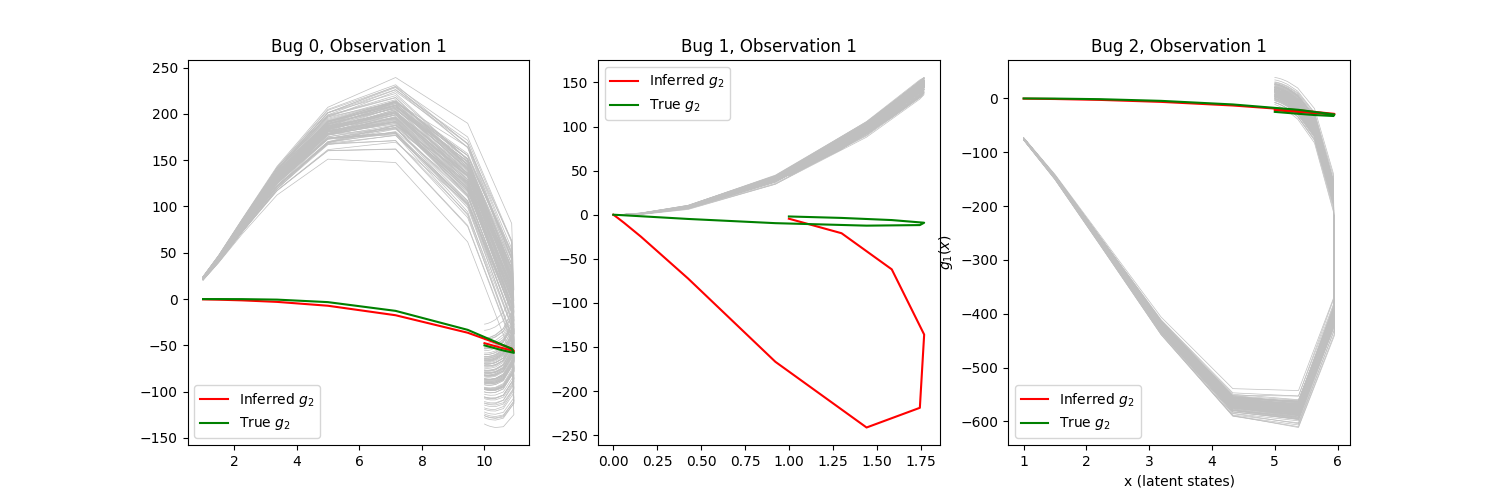 Bug 0, Observation 1
250
200
150
100
50
0
−50
−100
−150
2 4 6 8 10
Inferred g₂
True g₂
Bug 1, Observation 1
Inferred g₂
True g₂
150
100
50
0
−50
−100
−150
−200
−250
0.00 0.25 0.50 0.75 1.00 1.25 1.50 1.75
Bug 2, Observation 1
g₁(x)
0
−100
−200
−300
−400
−500
−600
Inferred g₂
True g₂
1 2 3 4 5 6
x (latent states)